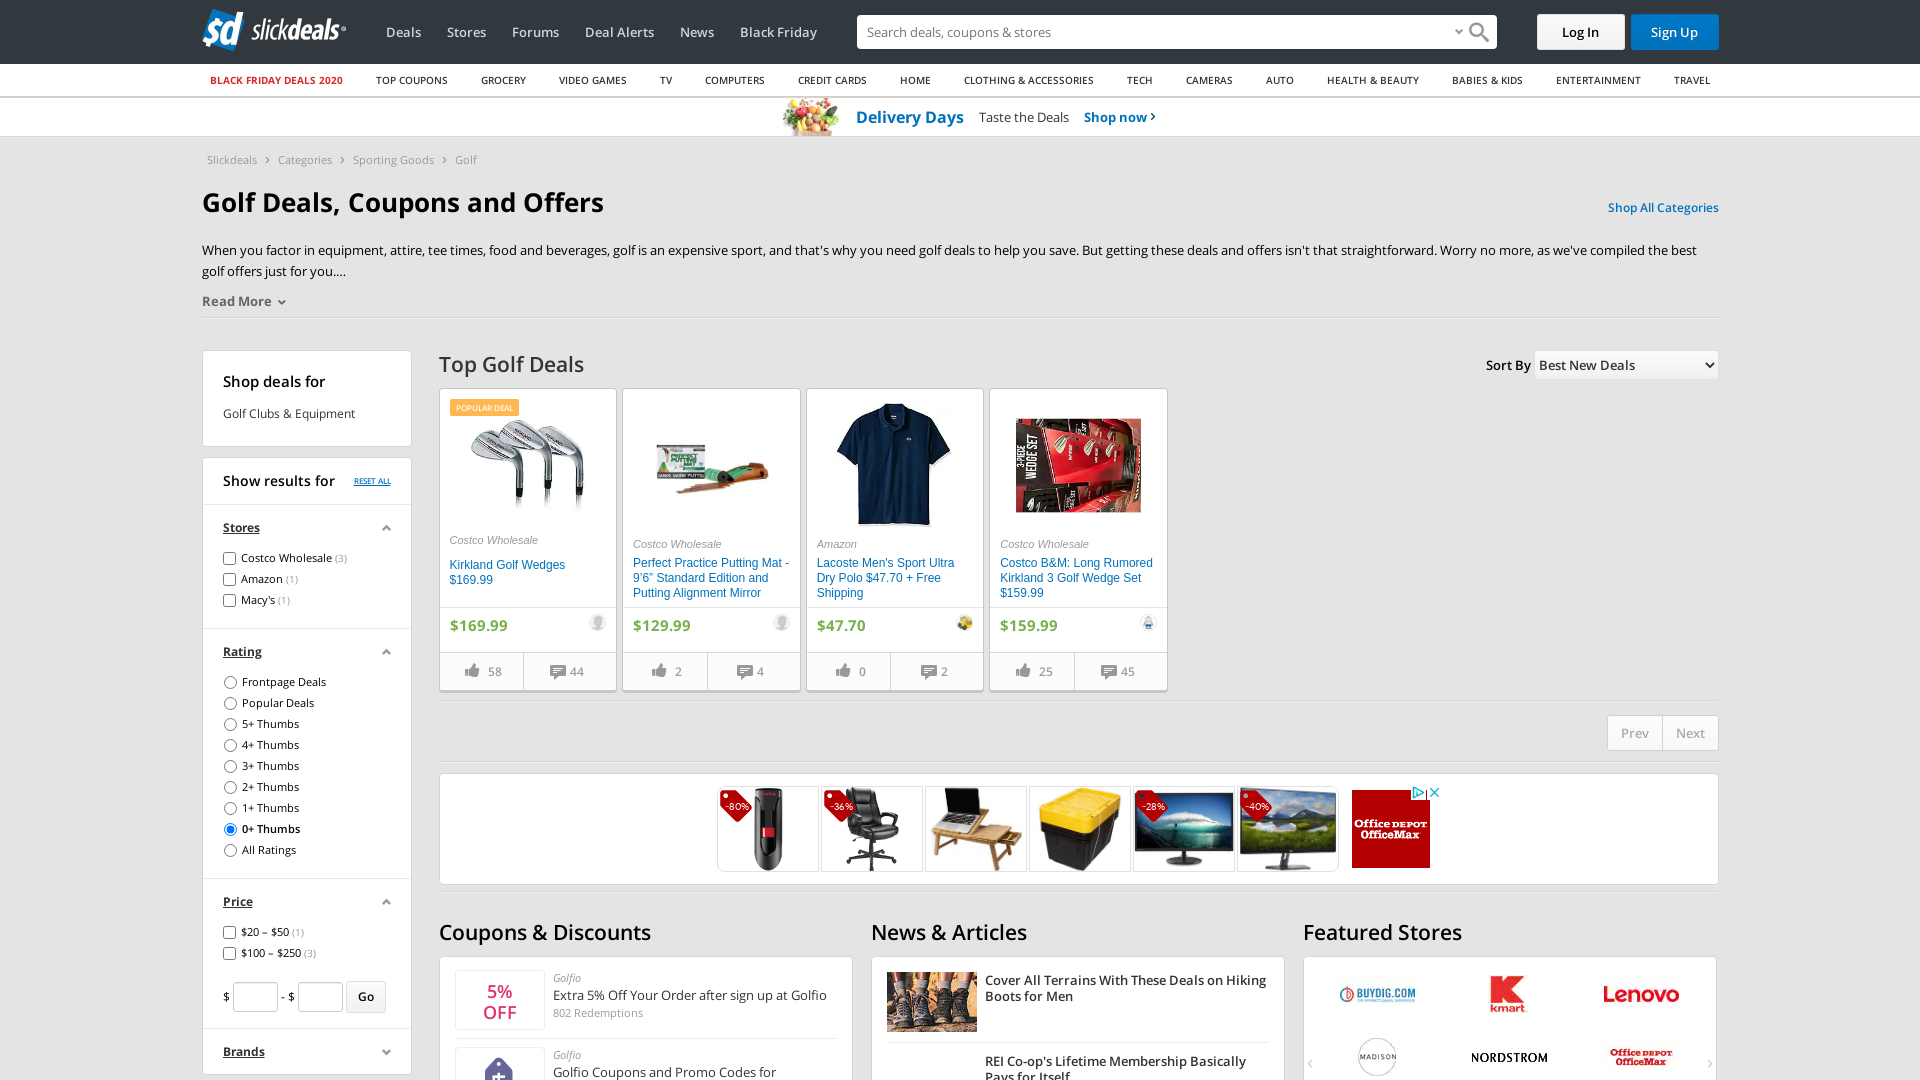 sd slickdeals
Deals
Stores
Forums
Deal Alerts
News
Black Friday
Search deals, coupons & stores
Log In
Sign Up
BLACK FRIDAY DEALS 2020
TOP COUPONS
GROCERY
VIDEO GAMES
TV
COMPUTERS
CREDIT CARDS
HOME
CLOTHING & ACCESSORIES
TECH
CAMERAS
AUTO
HEALTH & BEAUTY
BABIES & KIDS
ENTERTAINMENT
TRAVEL
Delivery Days Taste the Deals Shop now
Slickdeals
Categories
Sporting Goods
Golf
Golf Deals, Coupons and Offers
Shop All Categories
When you factor in equipment, attire, tee times, food and beverages, golf is an expensive sport, and that's why you need golf deals to help you save. But getting these deals and offers isn't that straightforward. Worry no more, as we've compiled the best
golf offers just for you....
Read More
Shop deals for
Golf Clubs & Equipment
Show results for
RESET ALL
Stores
Costco Wholesale (3)
Amazon (1)
Macy's (1)
Rating
Frontpage Deals
Popular Deals
5+ Thumbs
4+ Thumbs
3+ Thumbs
2+ Thumbs
1+ Thumbs
0+ Thumbs
All Ratings
Price
$20 – $50 (1)
$100 – $250 (3)
$ - $ Go
Brands
Top Golf Deals
Sort By Best New Deals
POPULAR DEAL
Costco Wholesale
Kirkland Golf Wedges
$169.99
$169.99
58
44
PERFECT
PUTTING
MAT
Costco Wholesale
Perfect Practice Putting Mat -
9'6" Standard Edition and
Putting Alignment Mirror
$129.99
2
4
Amazon
Lacoste Men's Sport Ultra
Dry Polo $47.70 + Free
Shipping
$47.70
0
2
3-PIECE
WEDGE SET
Costco Wholesale
Costco B&M: Long Rumored
Kirkland 3 Golf Wedge Set
$159.99
$159.99
25
45
Prev
Next
-80%
-36%
-28%
-40%
Office DEPOT
OfficeMax
Coupons & Discounts
5%
OFF
Golfio
Extra 5% Off Your Order after sign up at Golfio
802 Redemptions
Golfio
Golfio Coupons and Promo Codes for
News & Articles
Cover All Terrains With These Deals on Hiking
Boots for Men
REI Co-op's Lifetime Membership Basically
Pays for Itself
Featured Stores
BUYDIG.COM
K
kmart
Lenovo
MADISON
NORDSTROM
Office DEPOT
OfficeMax